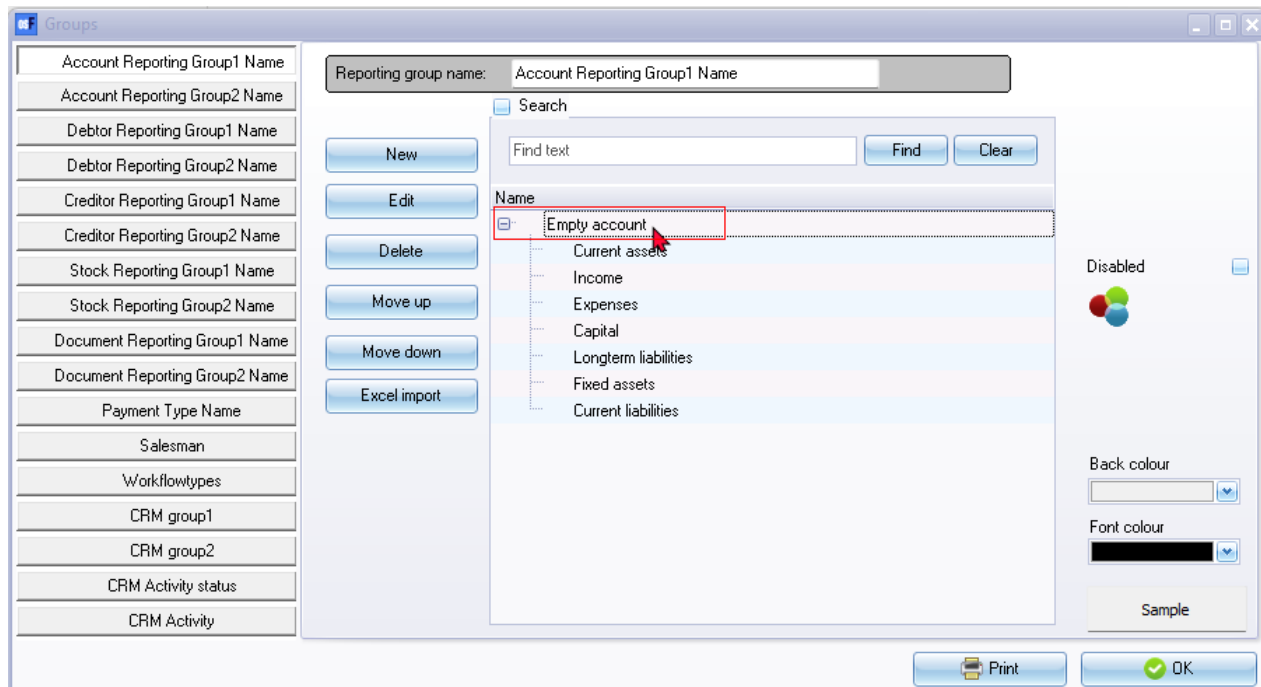 osF Groups
Account Reporting Group1 Name
Account Reporting Group2 Name
Debtor Reporting Group1 Name
Debtor Reporting Group2 Name
Creditor Reporting Group1 Name
Creditor Reporting Group2 Name
Stock Reporting Group1 Name
Stock Reporting Group2 Name
Document Reporting Group1 Name
Document Reporting Group2 Name
Payment Type Name
Salesman
Workflowtypes
CRM group1
CRM group2
CRM Activity status
CRM Activity
Reporting group name: Account Reporting Group1 Name
Search
Find text Find Clear
New
Edit
Delete
Move up
Move down
Excel import
Name
Empty account
Current assets
Income
Expenses
Capital
Longterm liabilities
Fixed assets
Current liabilities
Disabled
Back colour
Font colour
Sample
Print OK